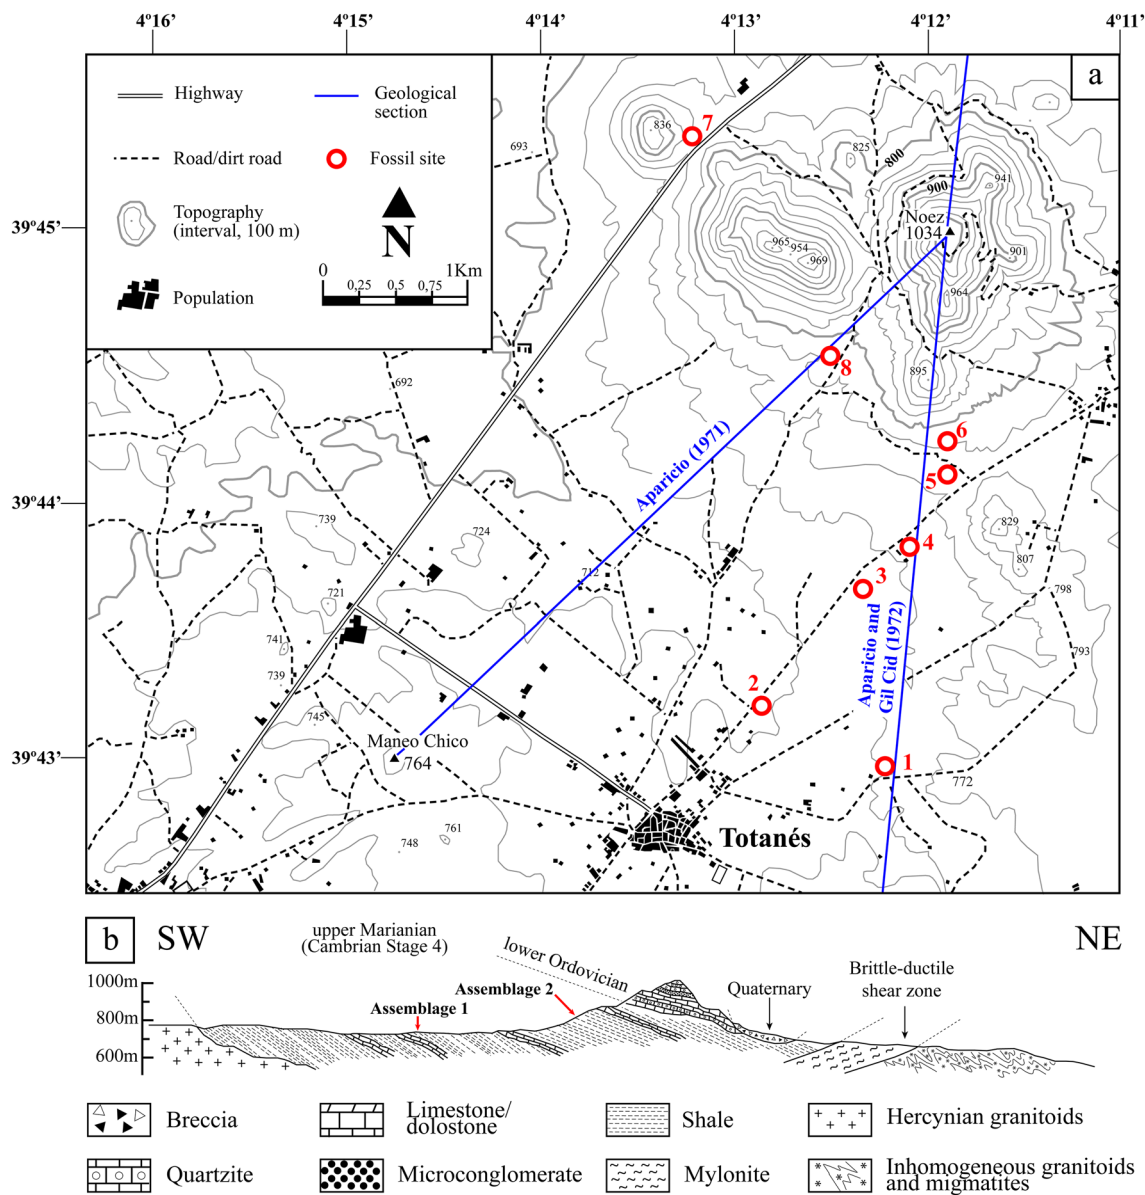 4º16’ 4º15’ 4º14’ 4º13’ 4º12’ 4º11’
a
Highway
Geological
section
Road/dirt road
Fossil site
Topography
(interval, 100 m)
N
0 1Km
0,25 0,5 0,75
Population
39º45’
39º44’
39º43’
836
7
693
825
800
900
941
Noez
1034
965
954
969
901
964
8
895
692
Aparicio (1971)
6
5
739
724
829
807
4
712
3
798
721
741
793
739
Aparicio and
Gil Cid (1972)
2
745
Maneo Chico
764
1
772
761
748
Totanés
b
SW
NE
upper Marianian
(Cambrian Stage 4)
lower Ordovician
Brittle-ductile
shear zone
Quaternary
Assemblage 2
Assemblage 1
1000m
800m
600m
Breccia
Limestone/
dolostone
Shale
Hercynian granitoids
Quartzite
Microconglomerate
Mylonite
Inhomogeneous granitoids
and migmatites